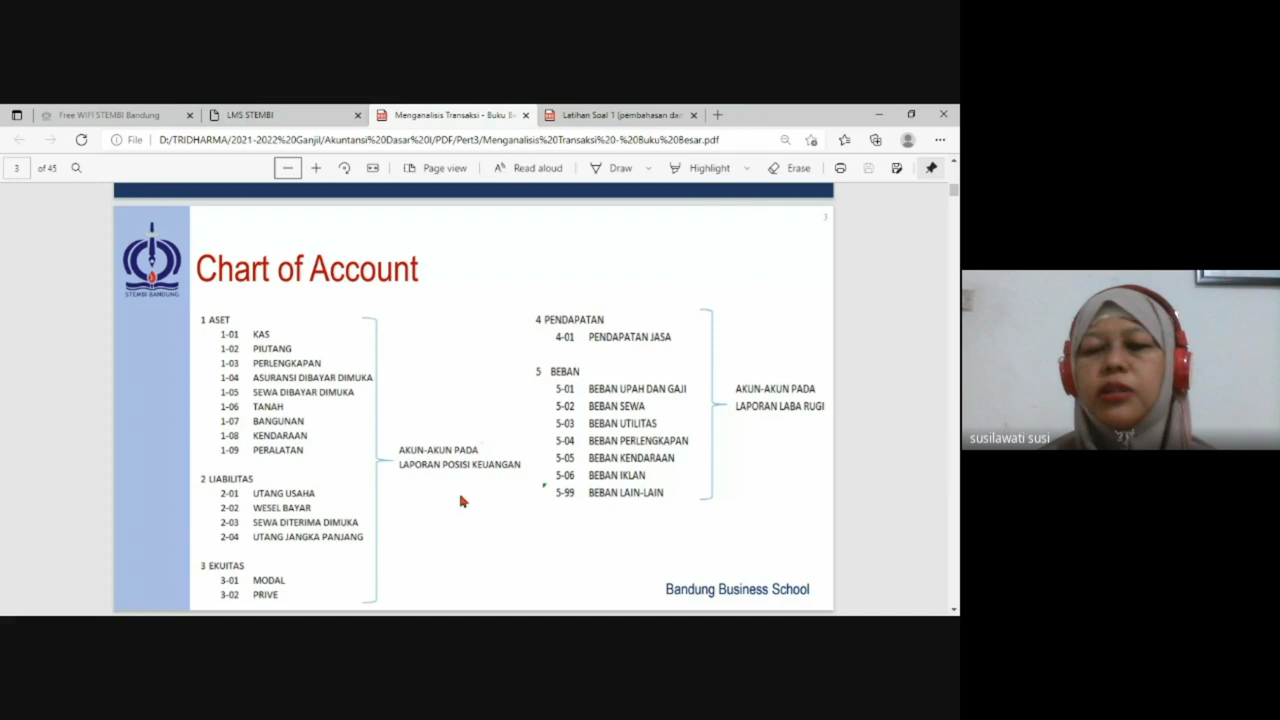 Free WIFI STEMBI Bandung
LMS STEMBI
Menganalisis Transaksi - Buku Be
Latihan Soal 1 (pembahasan dar
File
D:/TRIDHARMA/2021-2022%20Ganjil/Akuntansi%20Dasar%20I/PDF/Pert3/Menganalisis%20Transaksi%20-%20Buku%20Besar.pdf
3 of 45
Page view
Read aloud
Draw
Highlight
Erase
3
STEMBI BANDUNG
Chart of Account
1 ASET
1-01 KAS
1-02 PIUTANG
1-03 PERLENGKAPAN
1-04 ASURANSI DIBAYAR DIMUKA
1-05 SEWA DIBAYAR DIMUKA
1-06 TANAH
1-07 BANGUNAN
1-08 KENDARAAN
1-09 PERALATAN
2 LIABILITAS
2-01 UTANG USAHA
2-02 WESEL BAYAR
2-03 SEWA DITERIMA DIMUKA
2-04 UTANG JANGKA PANJANG
3 EKUITAS
3-01 MODAL
3-02 PRIVE
AKUN-AKUN PADA
LAPORAN POSISI KEUANGAN
4 PENDAPATAN
4-01 PENDAPATAN JASA
5 BEBAN
5-01 BEBAN UPAH DAN GAJI
5-02 BEBAN SEWA
5-03 BEBAN UTILITAS
5-04 BEBAN PERLENGKAPAN
5-05 BEBAN KENDARAAN
5-06 BEBAN IKLAN
5-99 BEBAN LAIN-LAIN
AKUN-AKUN PADA
LAPORAN LABA RUGI
Bandung Business School
susilawati susi